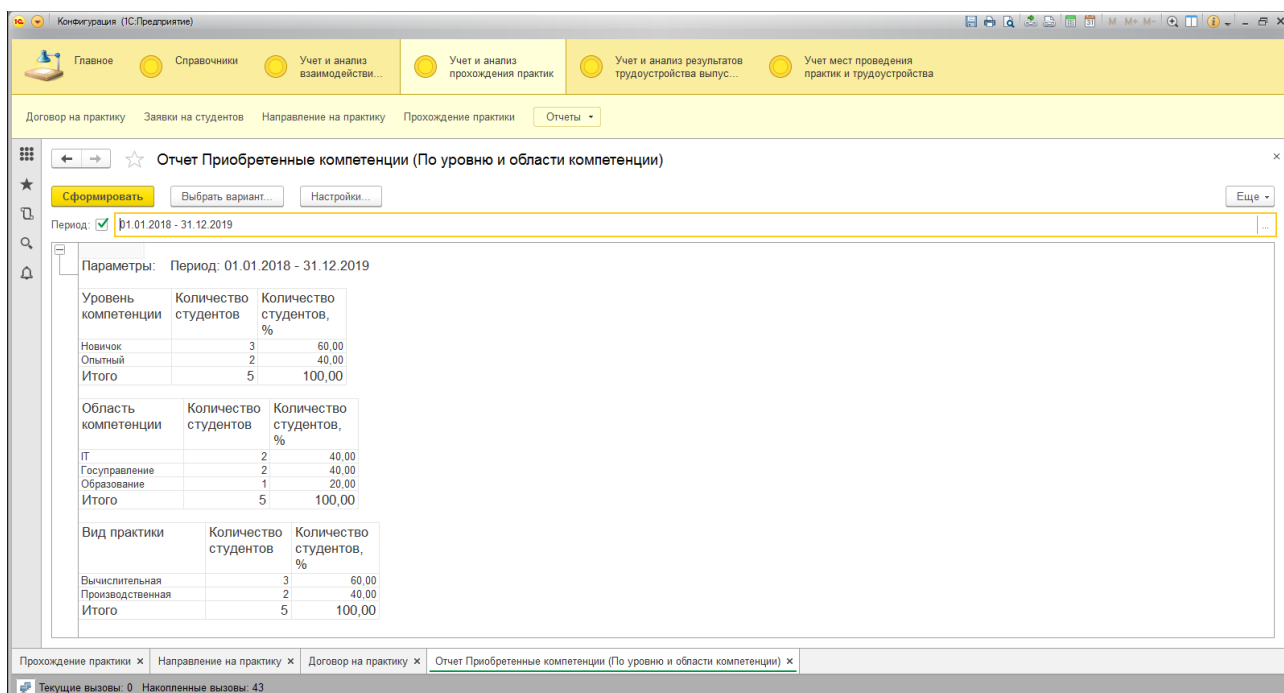 Конфигурация (1С:Предприятие)
M M+ M-
Главное
Справочники
Учет и анализ
взаимодействи...
Учет и анализ
прохождения практик
Учет и анализ результатов
трудоустройства выпус...
Учет мест проведения
практик и трудоустройства
Договор на практику Заявки на студентов Направление на практику Прохождение практики Отчеты
Отчет Приобретенные компетенции (По уровню и области компетенции)
Сформировать Выбрать вариант... Настройки... Еще
Период: 01.01.2018 - 31.12.2019 ...
Параметры: Период: 01.01.2018 - 31.12.2019
Уровень Количество Количество
компетенции студентов студентов,
%
Новичок 3 60,00
Опытный 2 40,00
Итого 5 100,00
Область Количество Количество
компетенции студентов студентов,
%
IT 2 40,00
Госуправление 2 40,00
Образование 1 20,00
Итого 5 100,00
Вид практики Количество Количество
студентов студентов,
%
Вычислительная 3 60,00
Производственная 2 40,00
Итого 5 100,00
Прохождение практики × Направление на практику × Договор на практику × Отчет Приобретенные компетенции (По уровню и области компетенции) ×
Текущие вызовы: 0 Накопленные вызовы: 43